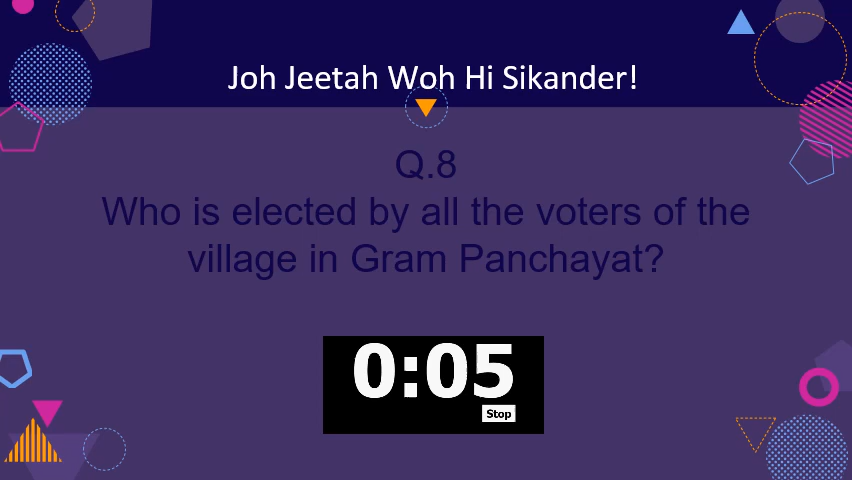 Joh Jeetah Woh Hi Sikander!
Q.8
Who is elected by all the voters of the
village in Gram Panchayat?
0:05
Stop